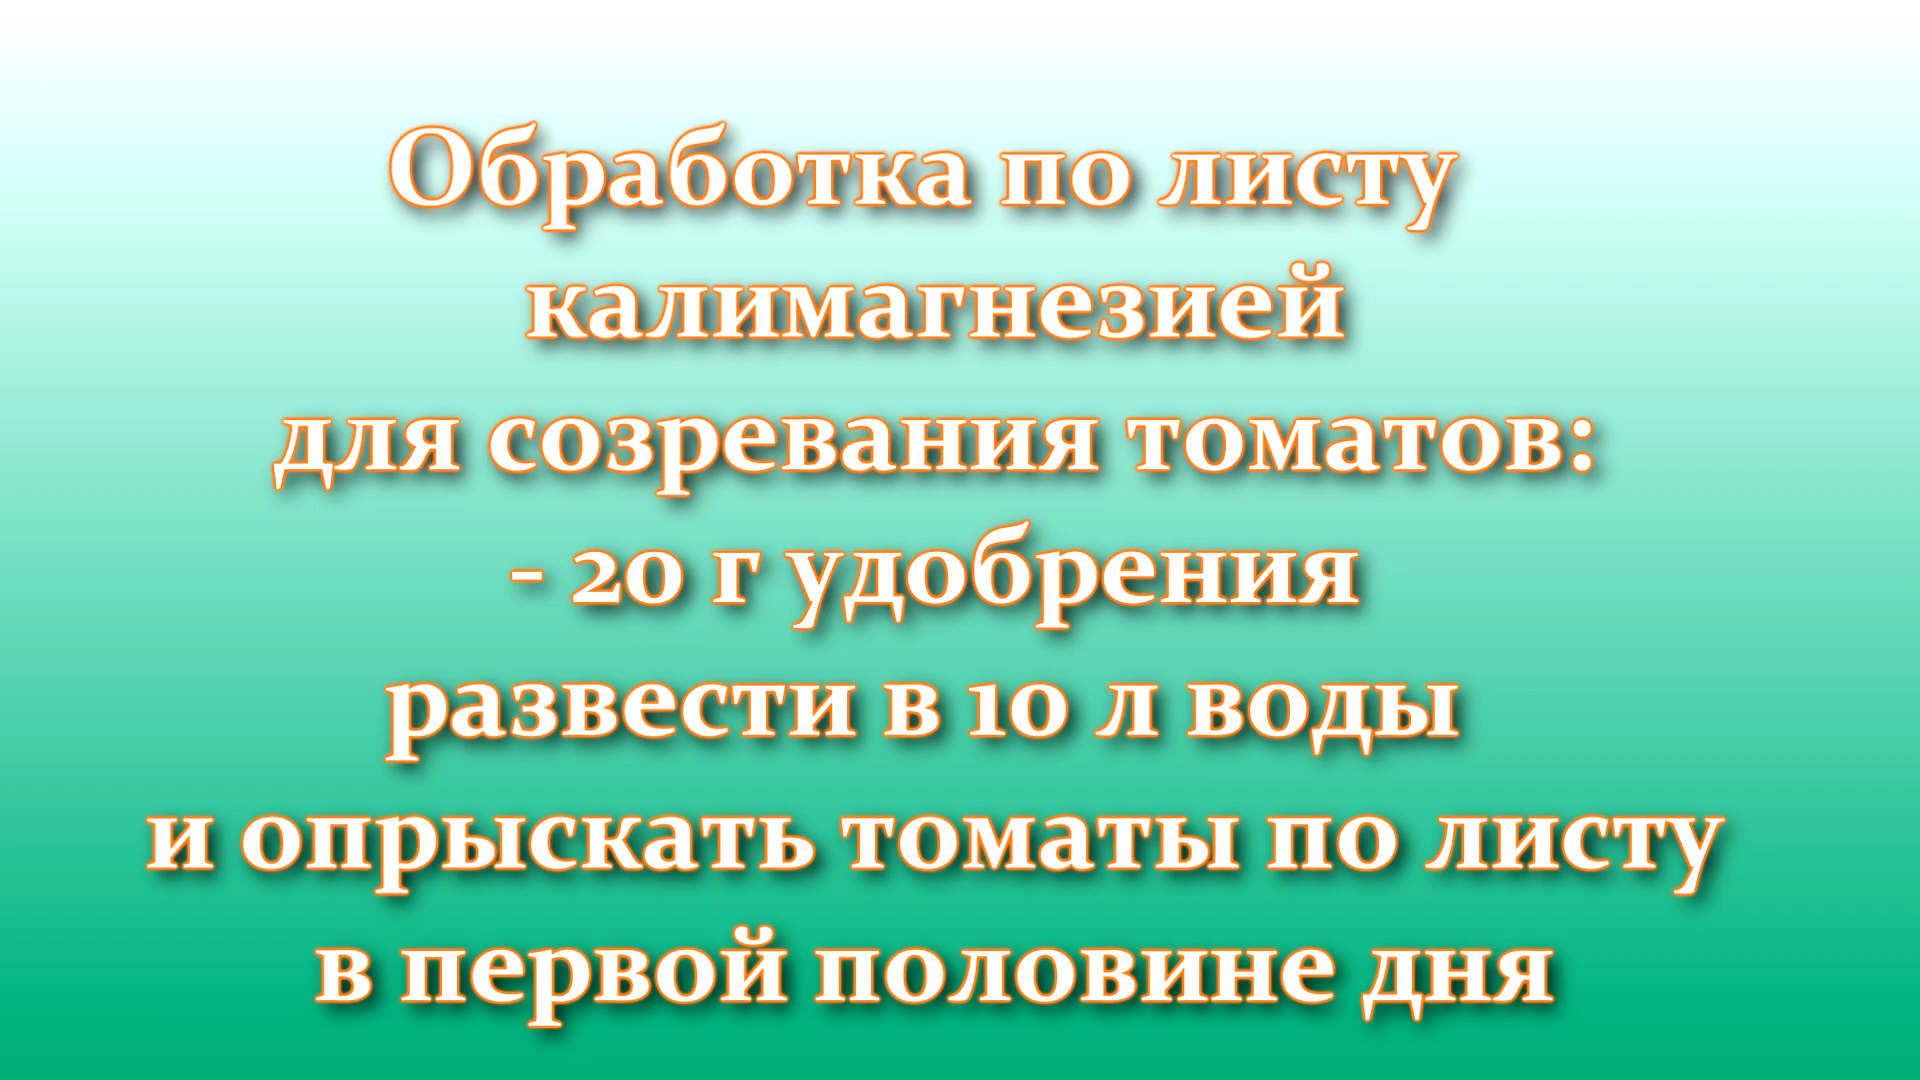 Обработка по листу
калимагнезией
для созревания томатов:
- 20 г удобрения
развести в 10 л воды
и опрыскать томаты по листу
в первой половине дня